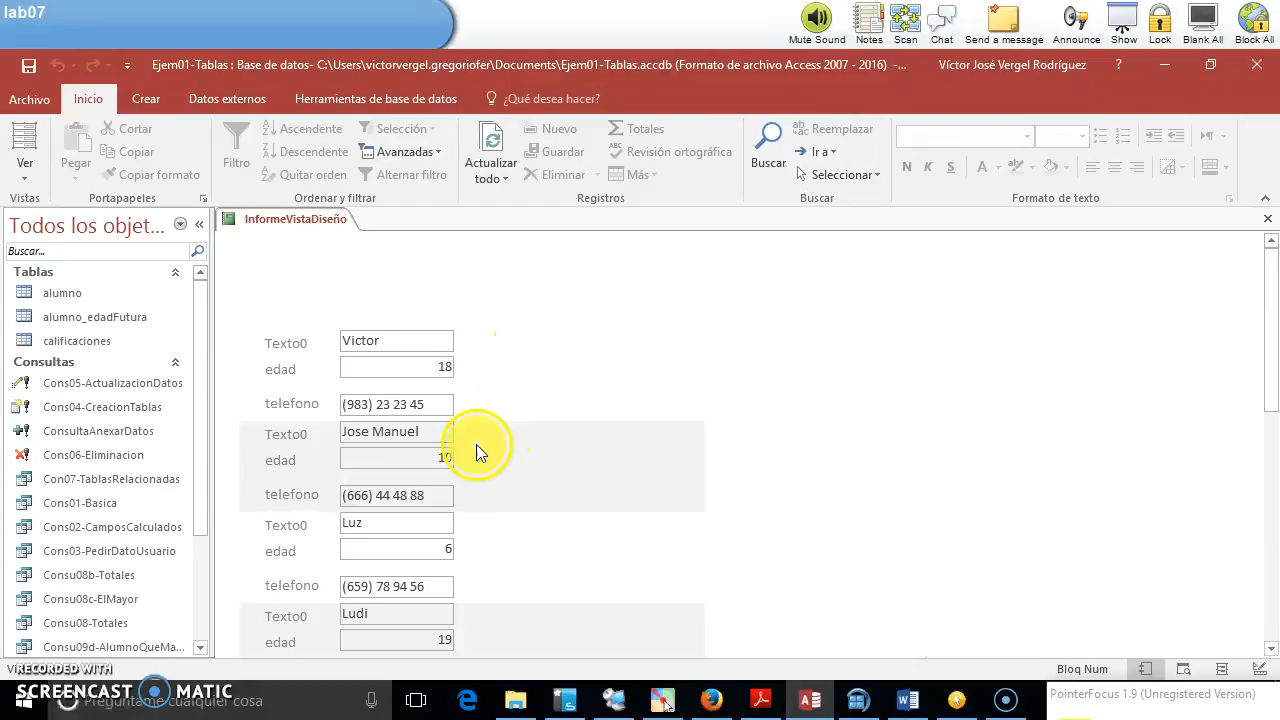 lab07
Mute Sound
Notes
Scan
Chat
Send a message
Announce
Show
Lock
Blank All
Block All
Ejem01-Tablas : Base de datos- C:\Users\victorvergel.gregoriofer\Documents\Ejem01-Tablas.accdb (Formato de archivo Access 2007 - 2016) -...
Víctor José Vergel Rodríguez
?
Archivo
Inicio
Crear
Datos externos
Herramientas de base de datos
¿Qué desea hacer?
Ver
Pegar
Cortar
Copiar
Copiar formato
Filtro
Ascendente
Descendente
Quitar orden
Selección
Avanzadas
Alternar filtro
Actualizar
todo
Nuevo
Guardar
Eliminar
Totales
Revisión ortográfica
Más
Buscar
Reemplazar
Ir a
Seleccionar
N K S A
Vistas
Portapapeles
Ordenar y filtrar
Registros
Buscar
Formato de texto
Todos los objet...
Buscar...
Tablas
alumno
alumno_edadFutura
calificaciones
Consultas
Cons05-ActualizacionDatos
Cons04-CreacionTablas
ConsultaAnexarDatos
Cons06-Eliminacion
Con07-TablasRelacionadas
Cons01-Basica
Cons02-CamposCalculados
Cons03-PedirDatoUsuario
Consu08b-Totales
Consu08c-ElMayor
Consu08-Totales
Consu09d-AlumnoQueMa...
InformeVistaDiseño
Texto0 Victor
edad 18
telefono (983) 23 23 45
Texto0 Jose Manuel
edad
telefono (666) 44 48 88
Texto0 Luz
edad 6
telefono (659) 78 94 56
Texto0 Ludi
edad 19
Bloq Num
RECORDED WITH
SCREENCAST MATIC
Pregúntame cualquier cosa
PointerFocus 1.9 (Unregistered Version)